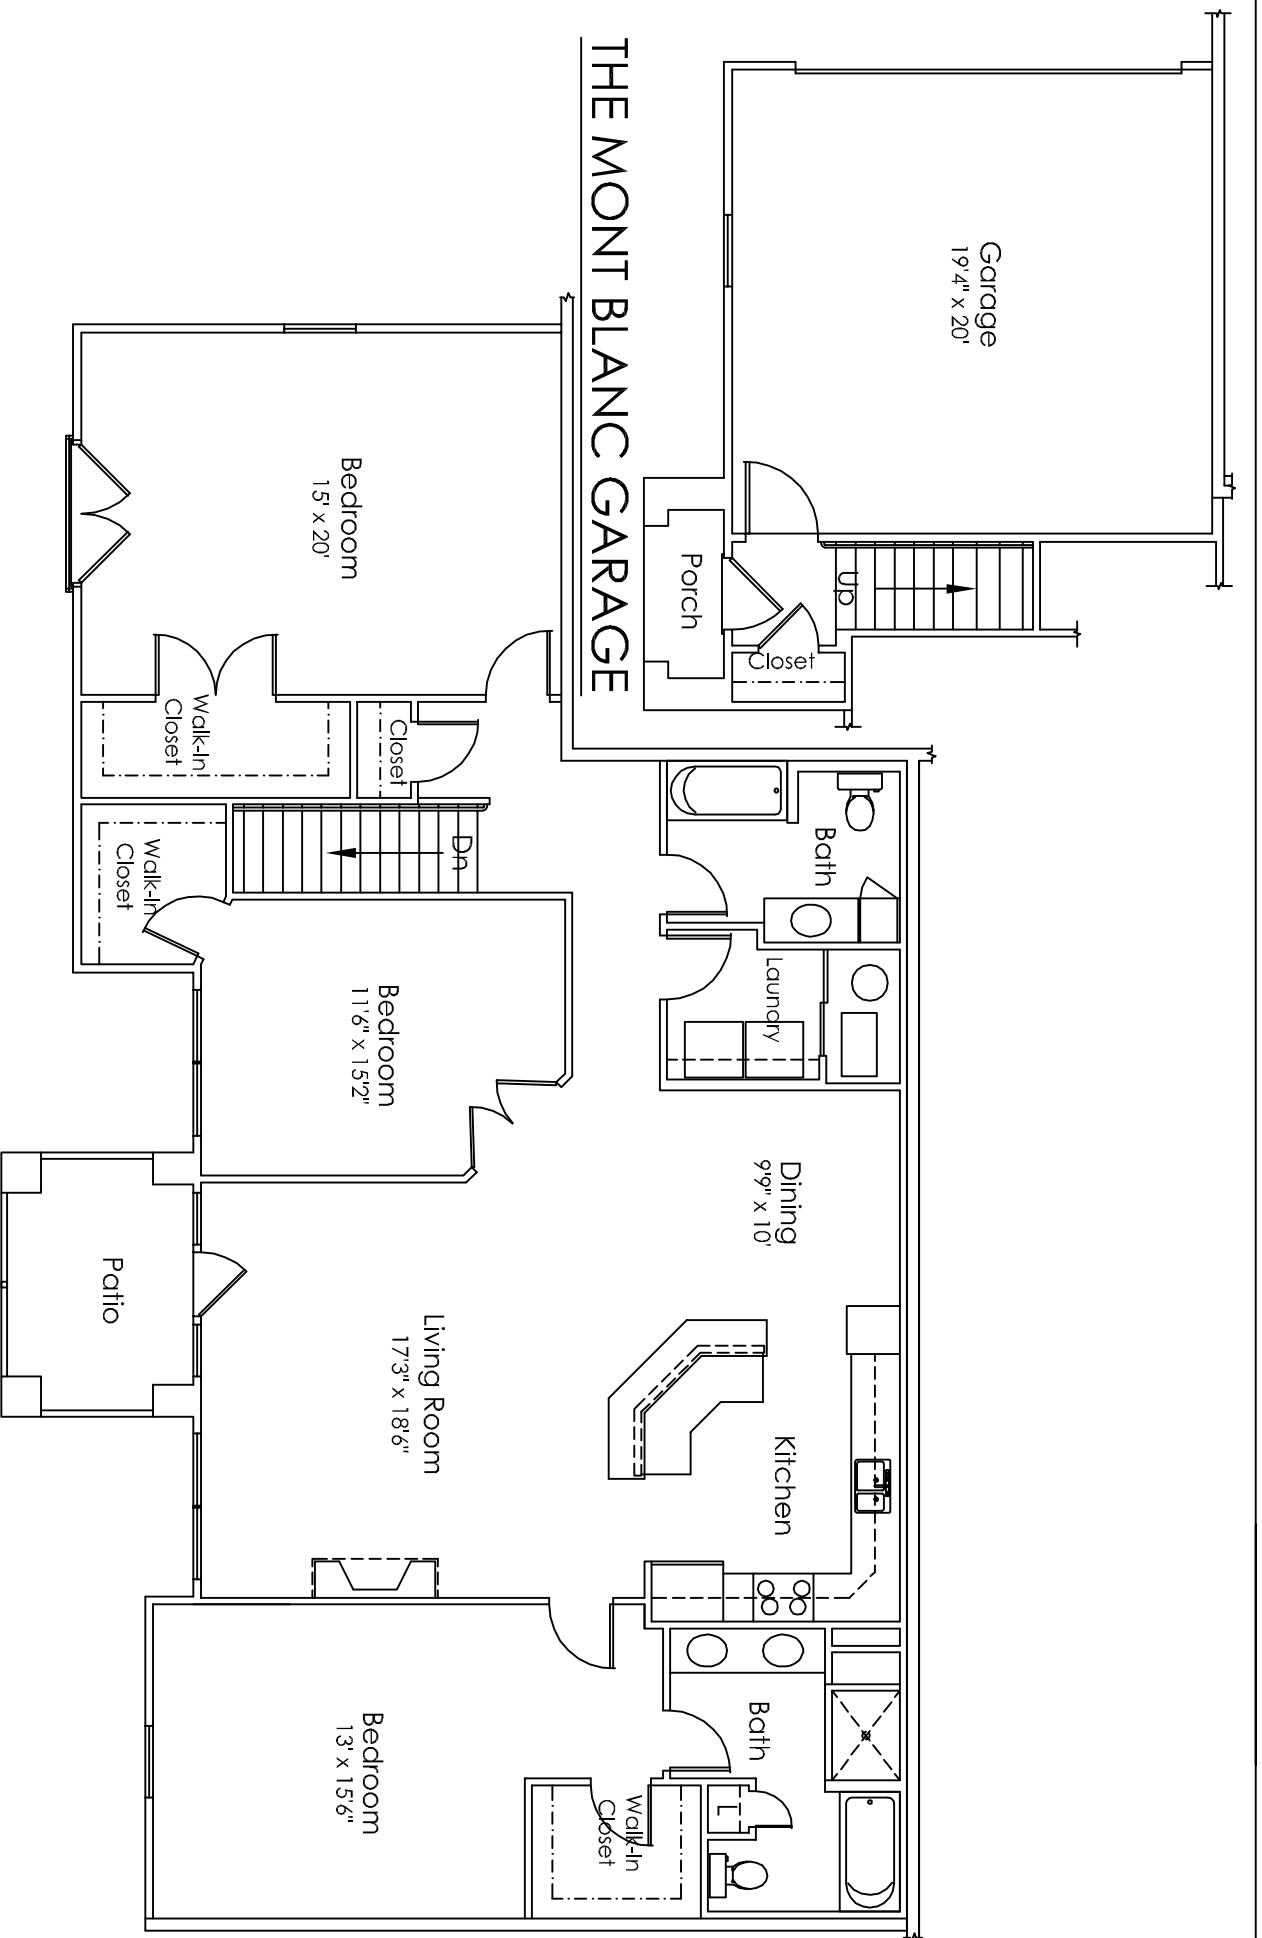 Garage
19'4" x 20'
Up
Porch
Closet
THE MONT BLANC GARAGE
Bedroom
15' x 20'
Walk-In
Closet
Closet
Dn
Walk-In
Closet
Bath
Laundry
Bedroom
11'6" x 15'2"
Dining
9'9" x 10'
Patio
Living Room
17'3" x 18'6"
Kitchen
Bath
Bedroom
13' x 15'6"
Walk-In
Closet
L